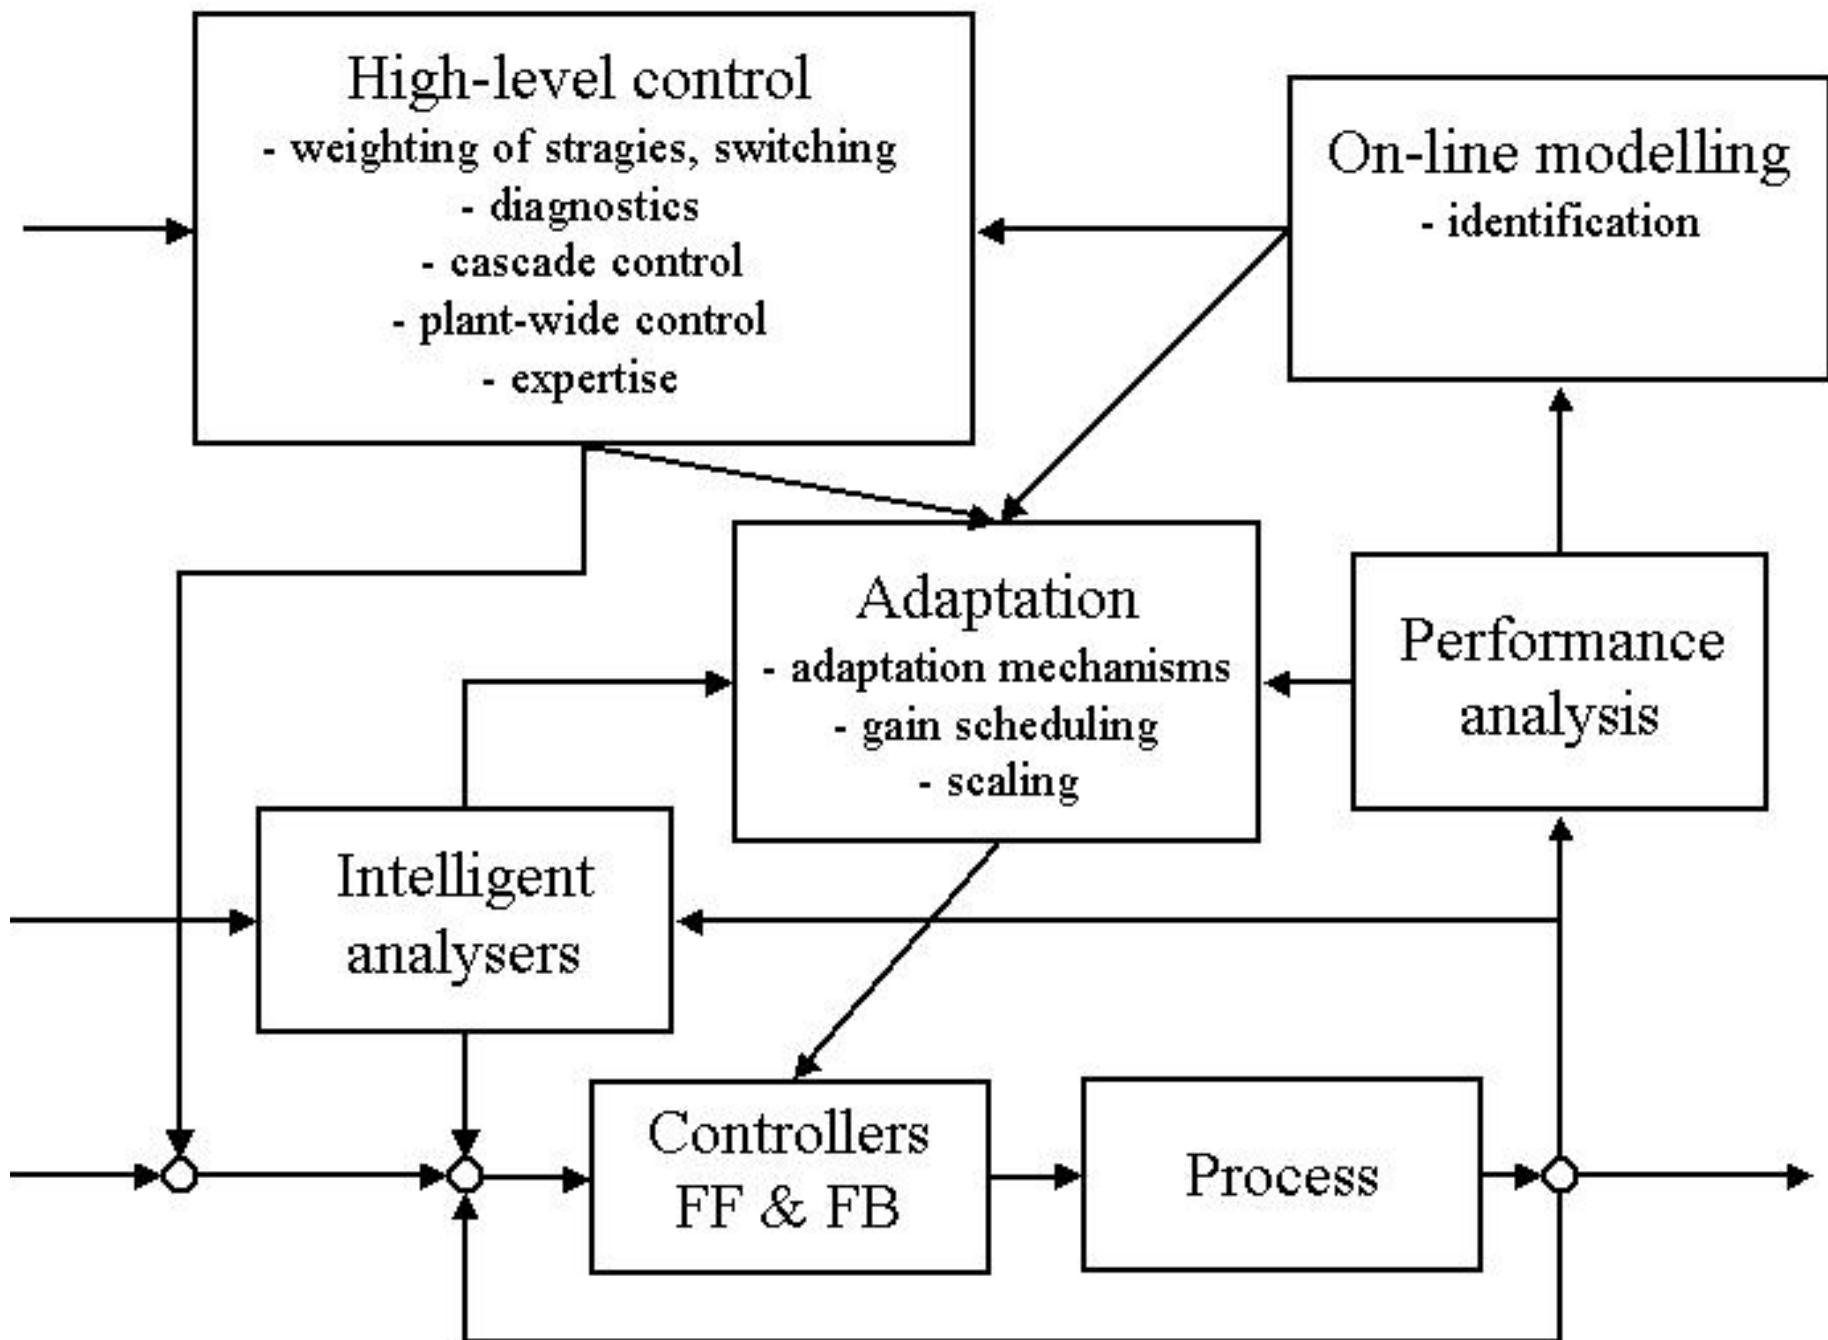 High-level control
- weighting of stragies, switching
- diagnostics
- cascade control
- plant-wide control
- expertise
On-line modelling
- identification
Adaptation
- adaptation mechanisms
- gain scheduling
- scaling
Performance
analysis
Intelligent
analysers
Controllers
FF & FB
Process